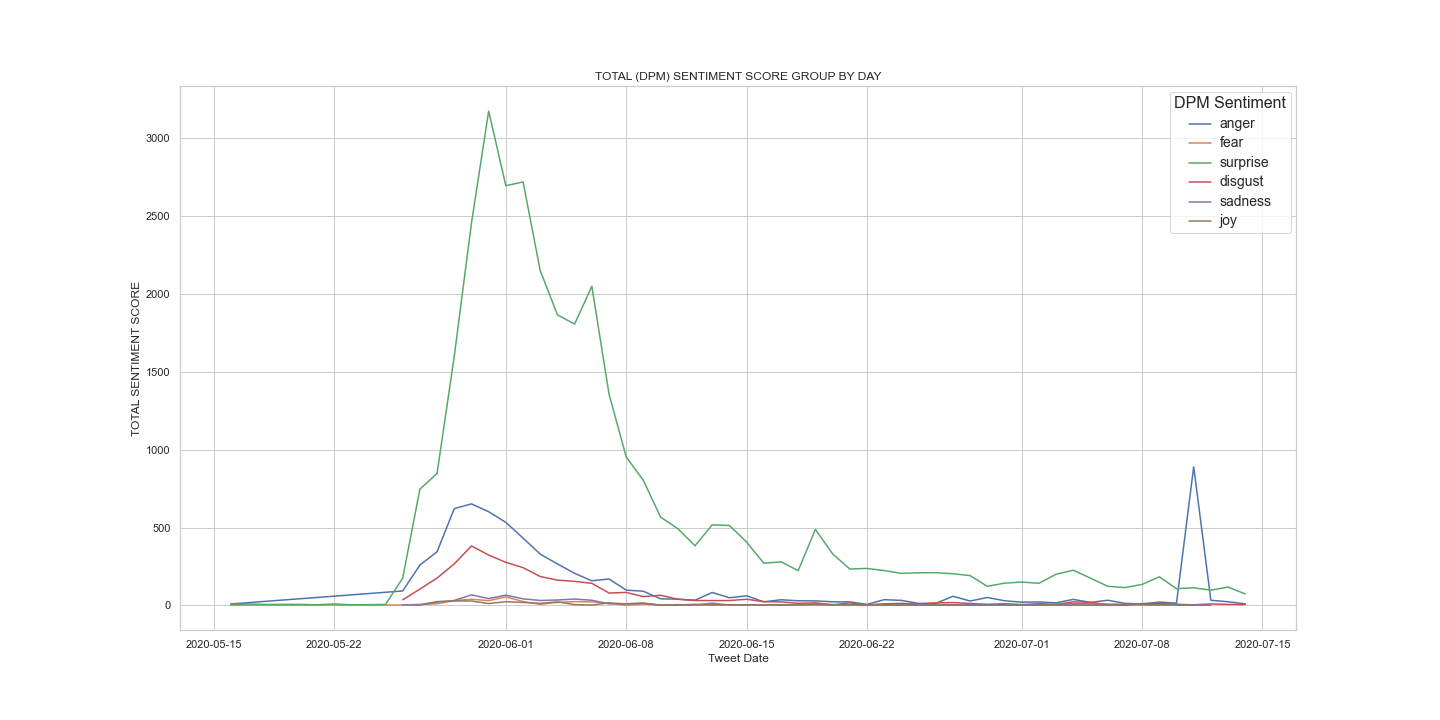 TOTAL (DPM) SENTIMENT SCORE GROUP BY DAY
DPM Sentiment
anger
fear
surprise
disgust
sadness
joy
3000
2500
2000
1500
1000
500
0
TOTAL SENTIMENT SCORE
2020-05-15 2020-05-22 2020-06-01 2020-06-08 2020-06-15 2020-06-22 2020-07-01 2020-07-08 2020-07-15
Tweet Date